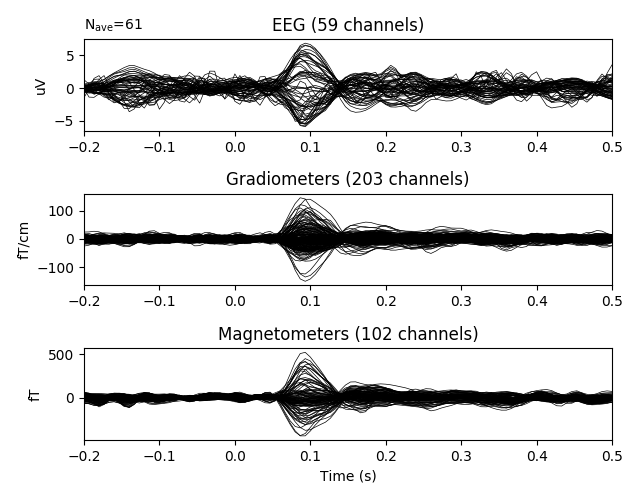 N_ave=61
EEG (59 channels)
5
0
−5
uV
−0.2 −0.1 0.0 0.1 0.2 0.3 0.4 0.5
Gradiometers (203 channels)
100
0
−100
fT/cm
−0.2 −0.1 0.0 0.1 0.2 0.3 0.4 0.5
Magnetometers (102 channels)
500
0
fT
−0.2 −0.1 0.0 0.1 0.2 0.3 0.4 0.5
Time (s)